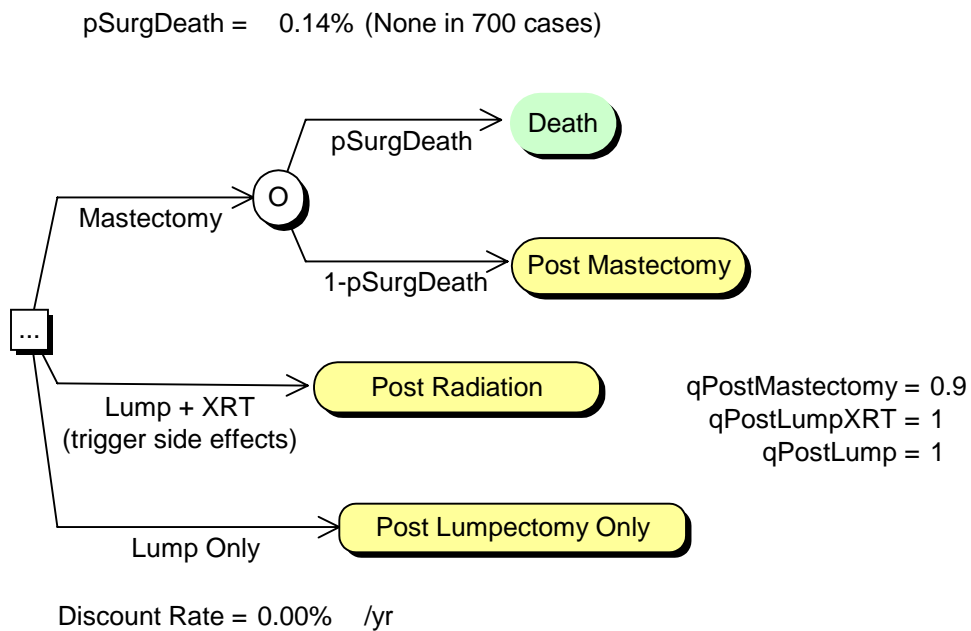 pSurgDeath = 0.14% (None in 700 cases)
Death
pSurgDeath
O
Mastectomy
Post Mastectomy
1-pSurgDeath
...
Post Radiation
qPostMastectomy = 0.9
Lump + XRT
qPostLumpXRT = 1
(trigger side effects)
qPostLump = 1
Post Lumpectomy Only
Lump Only
Discount Rate = 0.00% /yr